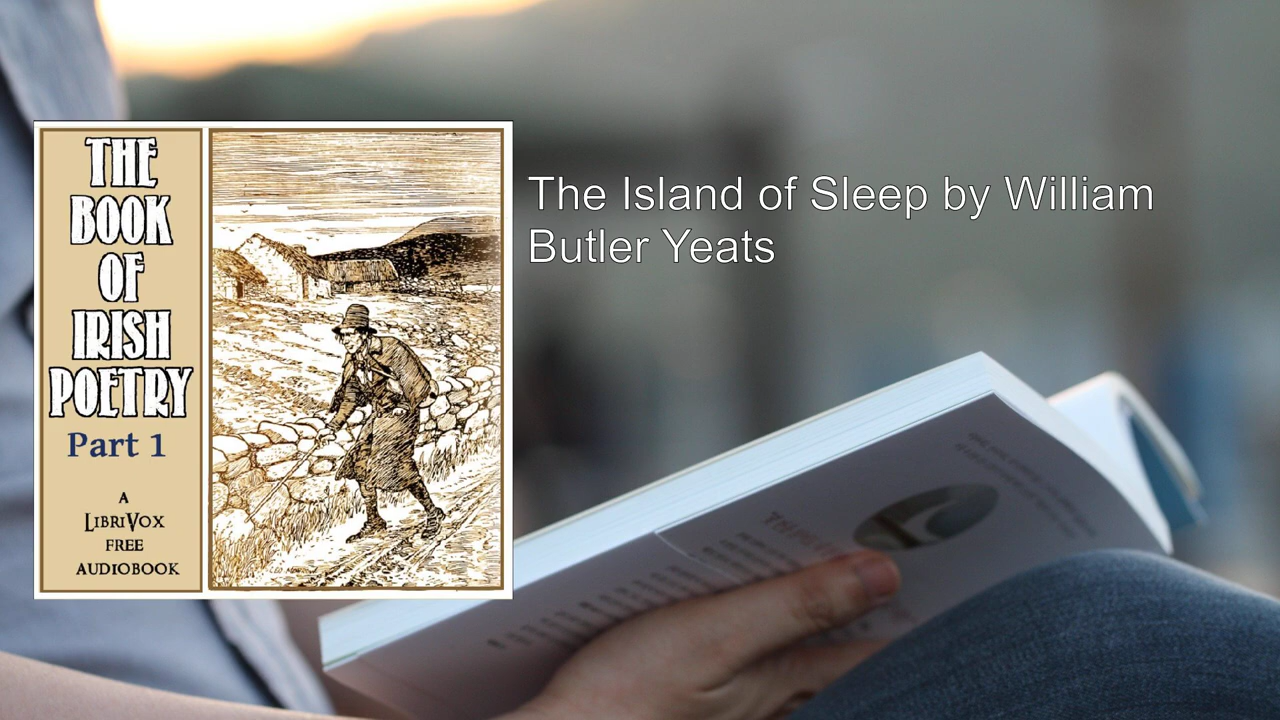 THE
BOOK
OF
IRISH
POETRY
Part 1
A
LIBRIVOX
FREE
AUDIOBOOK
The Island of Sleep by William
Butler Yeats